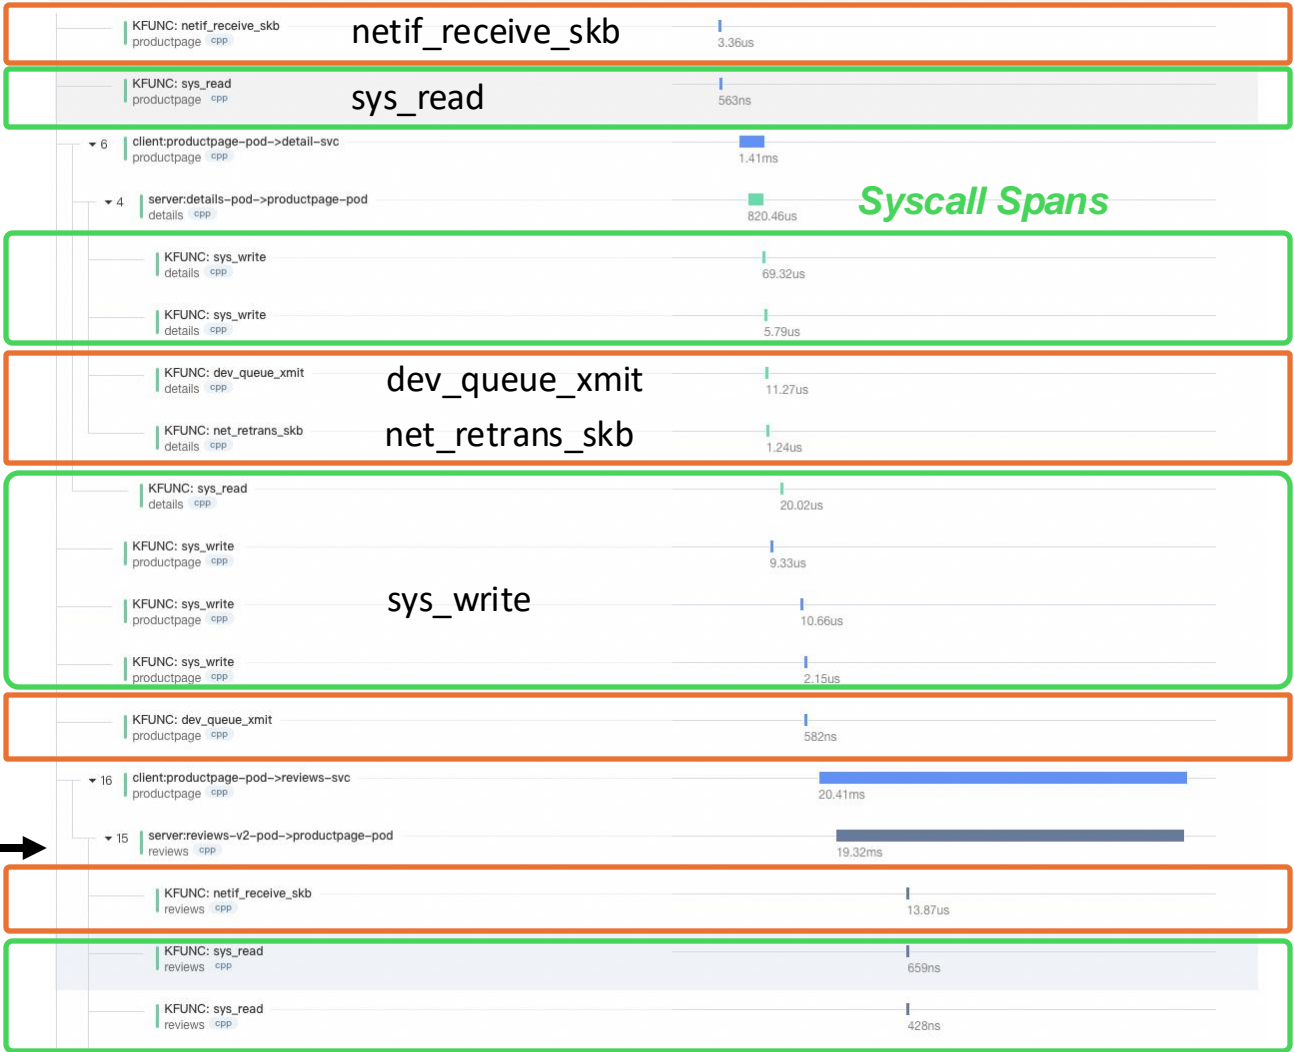 KFUNC: netif_receive_skb
productpage cpp
netif_receive_skb
3.36us
KFUNC: sys_read
productpage cpp
sys_read
563ns
6 client:productpage-pod->detail-svc
productpage cpp
1.41ms
4 server:details-pod->productpage-pod
details cpp
820.46us
Syscall Spans
KFUNC: sys_write
details cpp
69.32us
KFUNC: sys_write
details cpp
5.79us
KFUNC: dev_queue_xmit
details cpp
dev_queue_xmit
11.27us
KFUNC: net_retrans_skb
details cpp
net_retrans_skb
1.24us
KFUNC: sys_read
details cpp
20.02us
KFUNC: sys_write
productpage cpp
9.33us
KFUNC: sys_write
productpage cpp
sys_write
10.66us
KFUNC: sys_write
productpage cpp
2.15us
KFUNC: dev_queue_xmit
productpage cpp
582ns
16 client:productpage-pod->reviews-svc
productpage cpp
20.41ms
15 server:reviews-v2-pod->productpage-pod
reviews cpp
19.32ms
KFUNC: netif_receive_skb
reviews cpp
13.87us
KFUNC: sys_read
reviews cpp
659ns
KFUNC: sys_read
reviews cpp
428ns